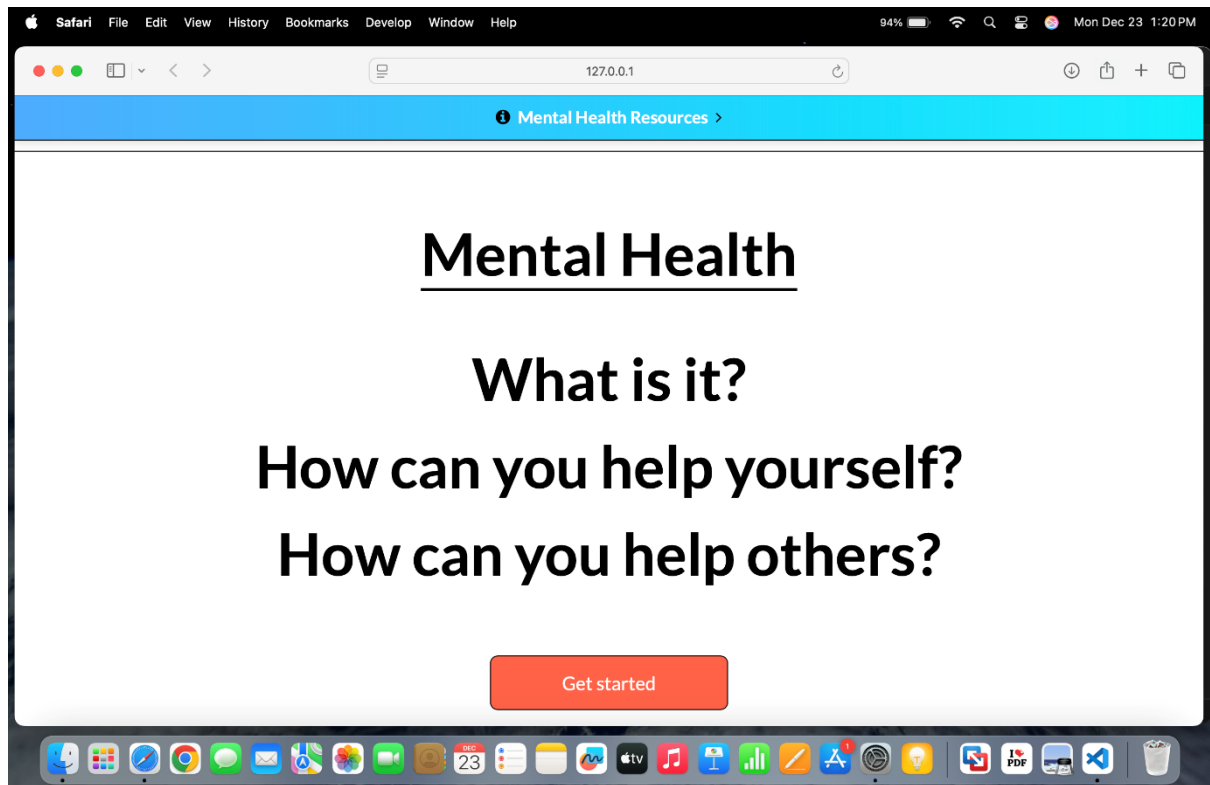 Safari File Edit View History Bookmarks Develop Window Help 94% Mon Dec 23 1:20 PM
127.0.0.1
Mental Health Resources >
Mental Health
What is it?
How can you help yourself?
How can you help others?
Get started
DEC
23
tv
1
I
PDF